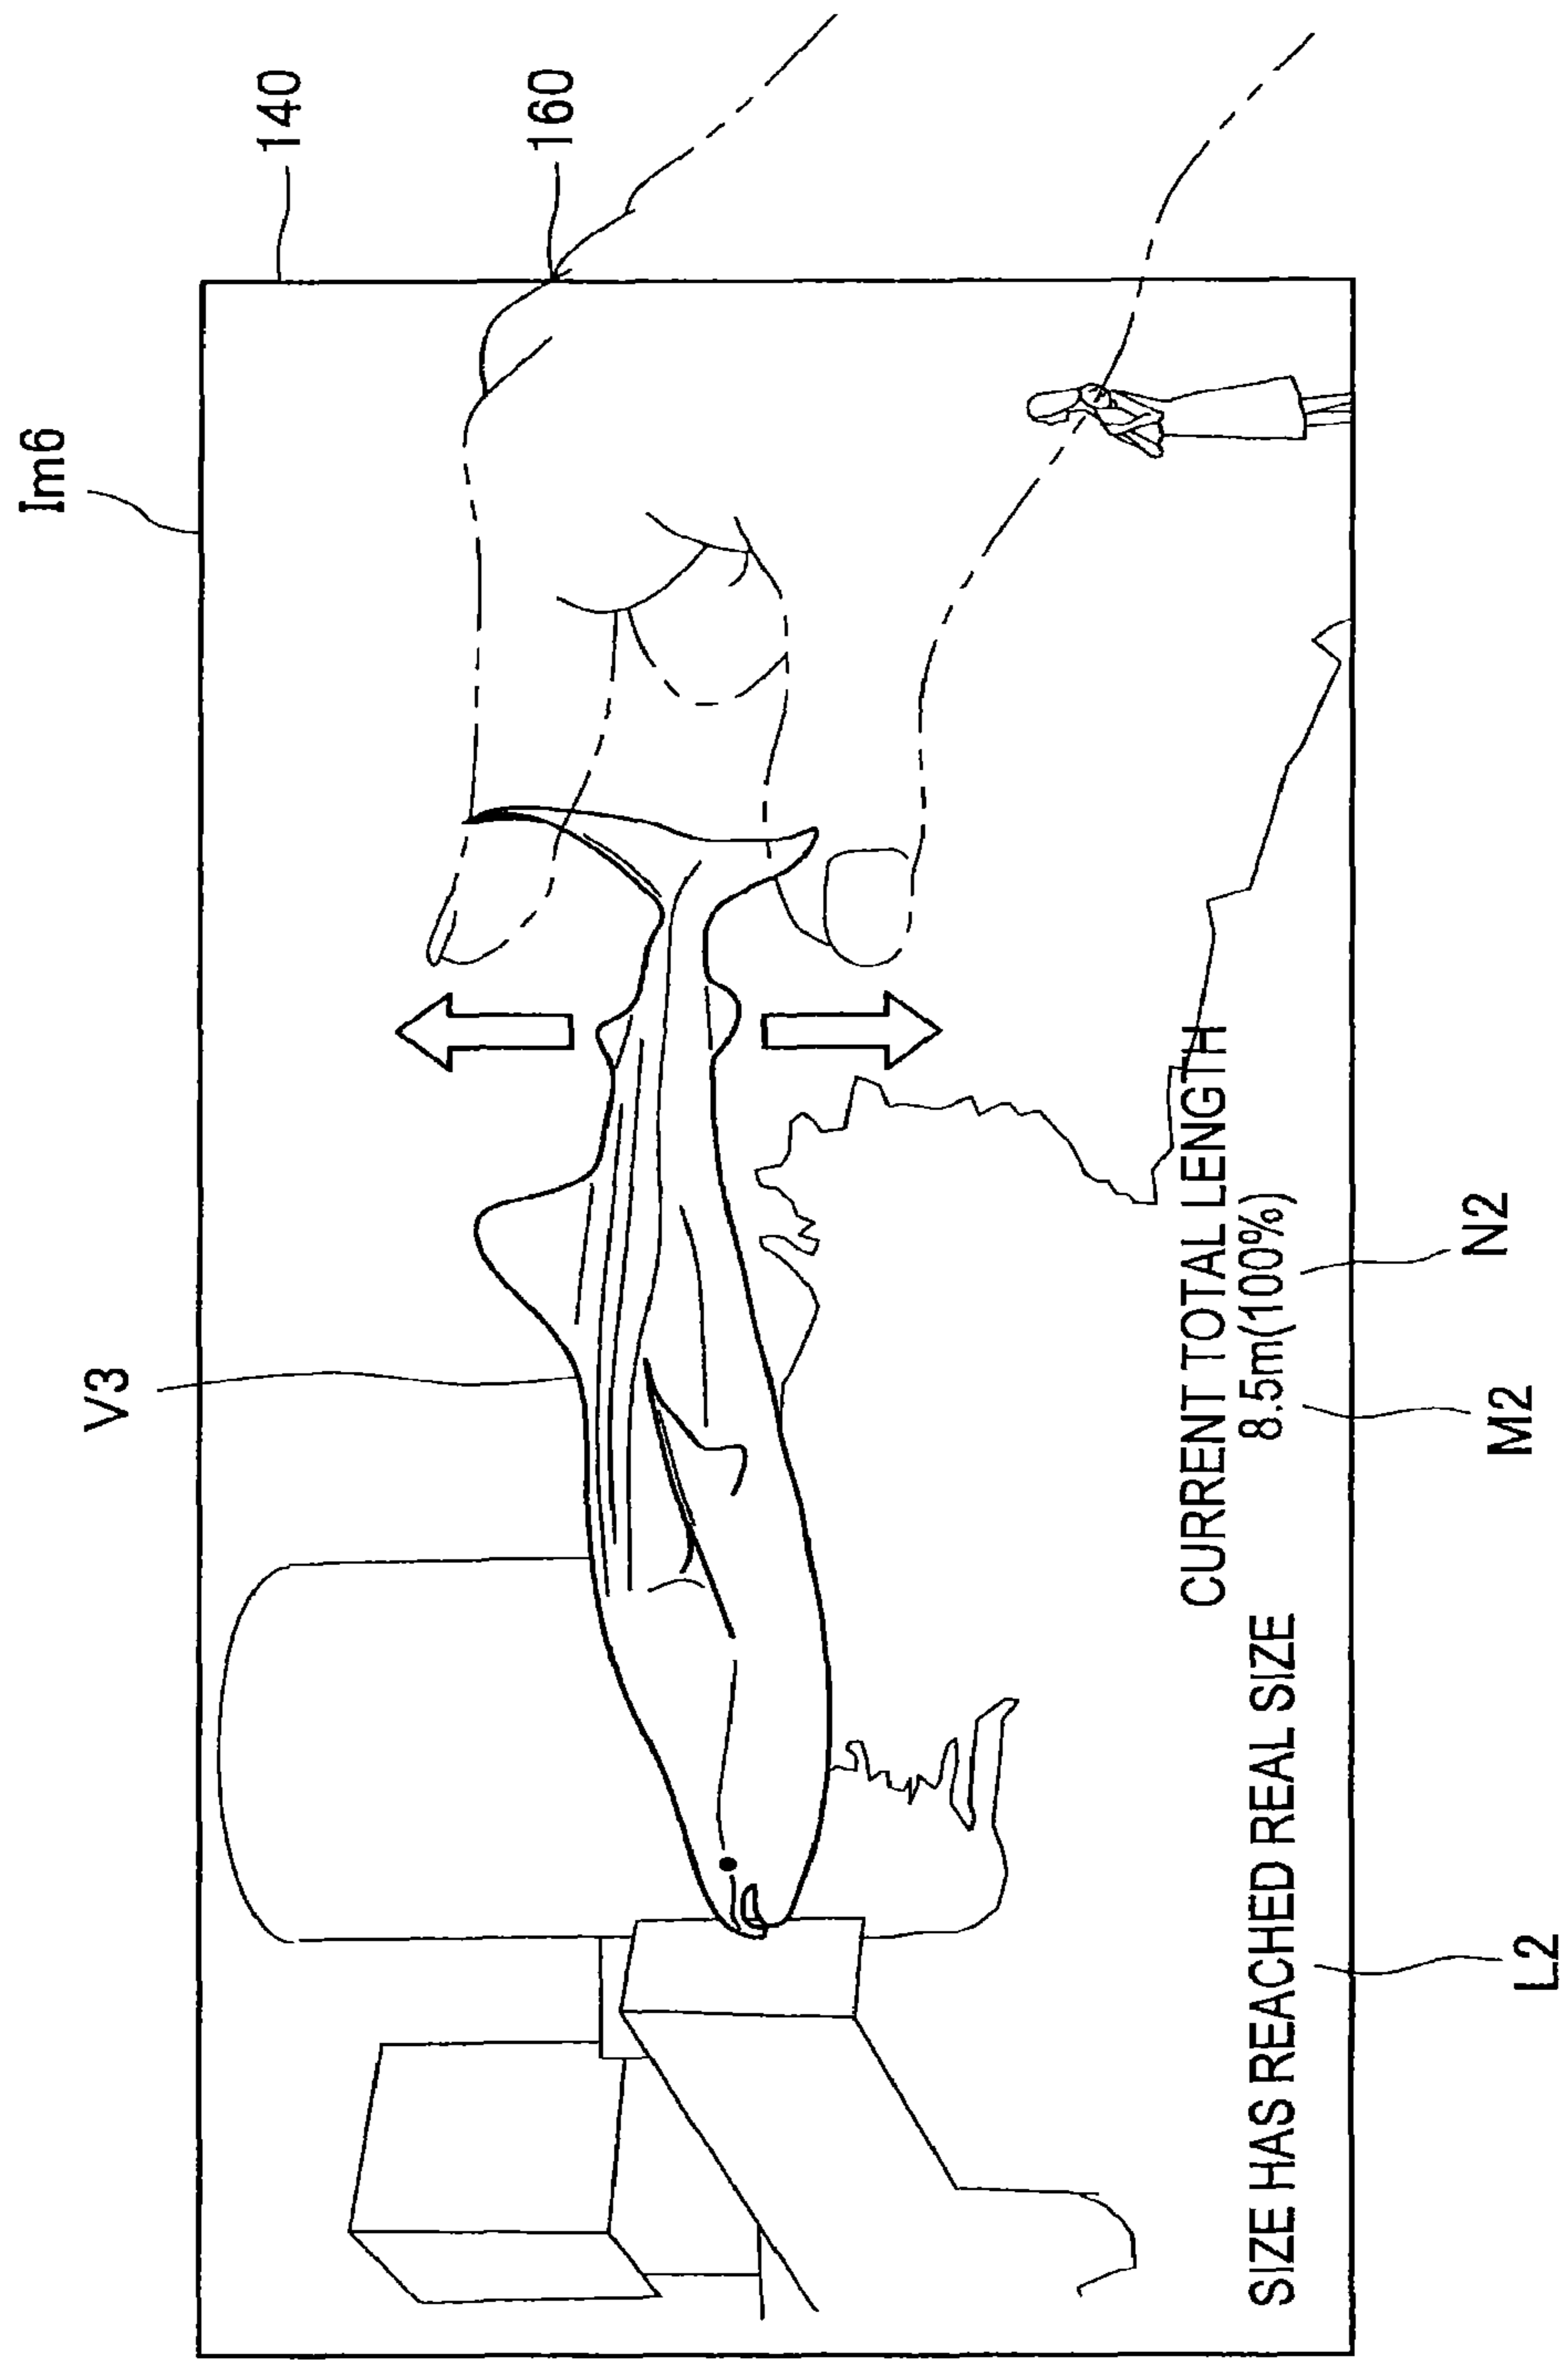 Im6
140
160
V3
CURRENT TOTAL LENGTH
8.5m(100%)
SIZE HAS REACHED REAL SIZE
L2
M2
N2